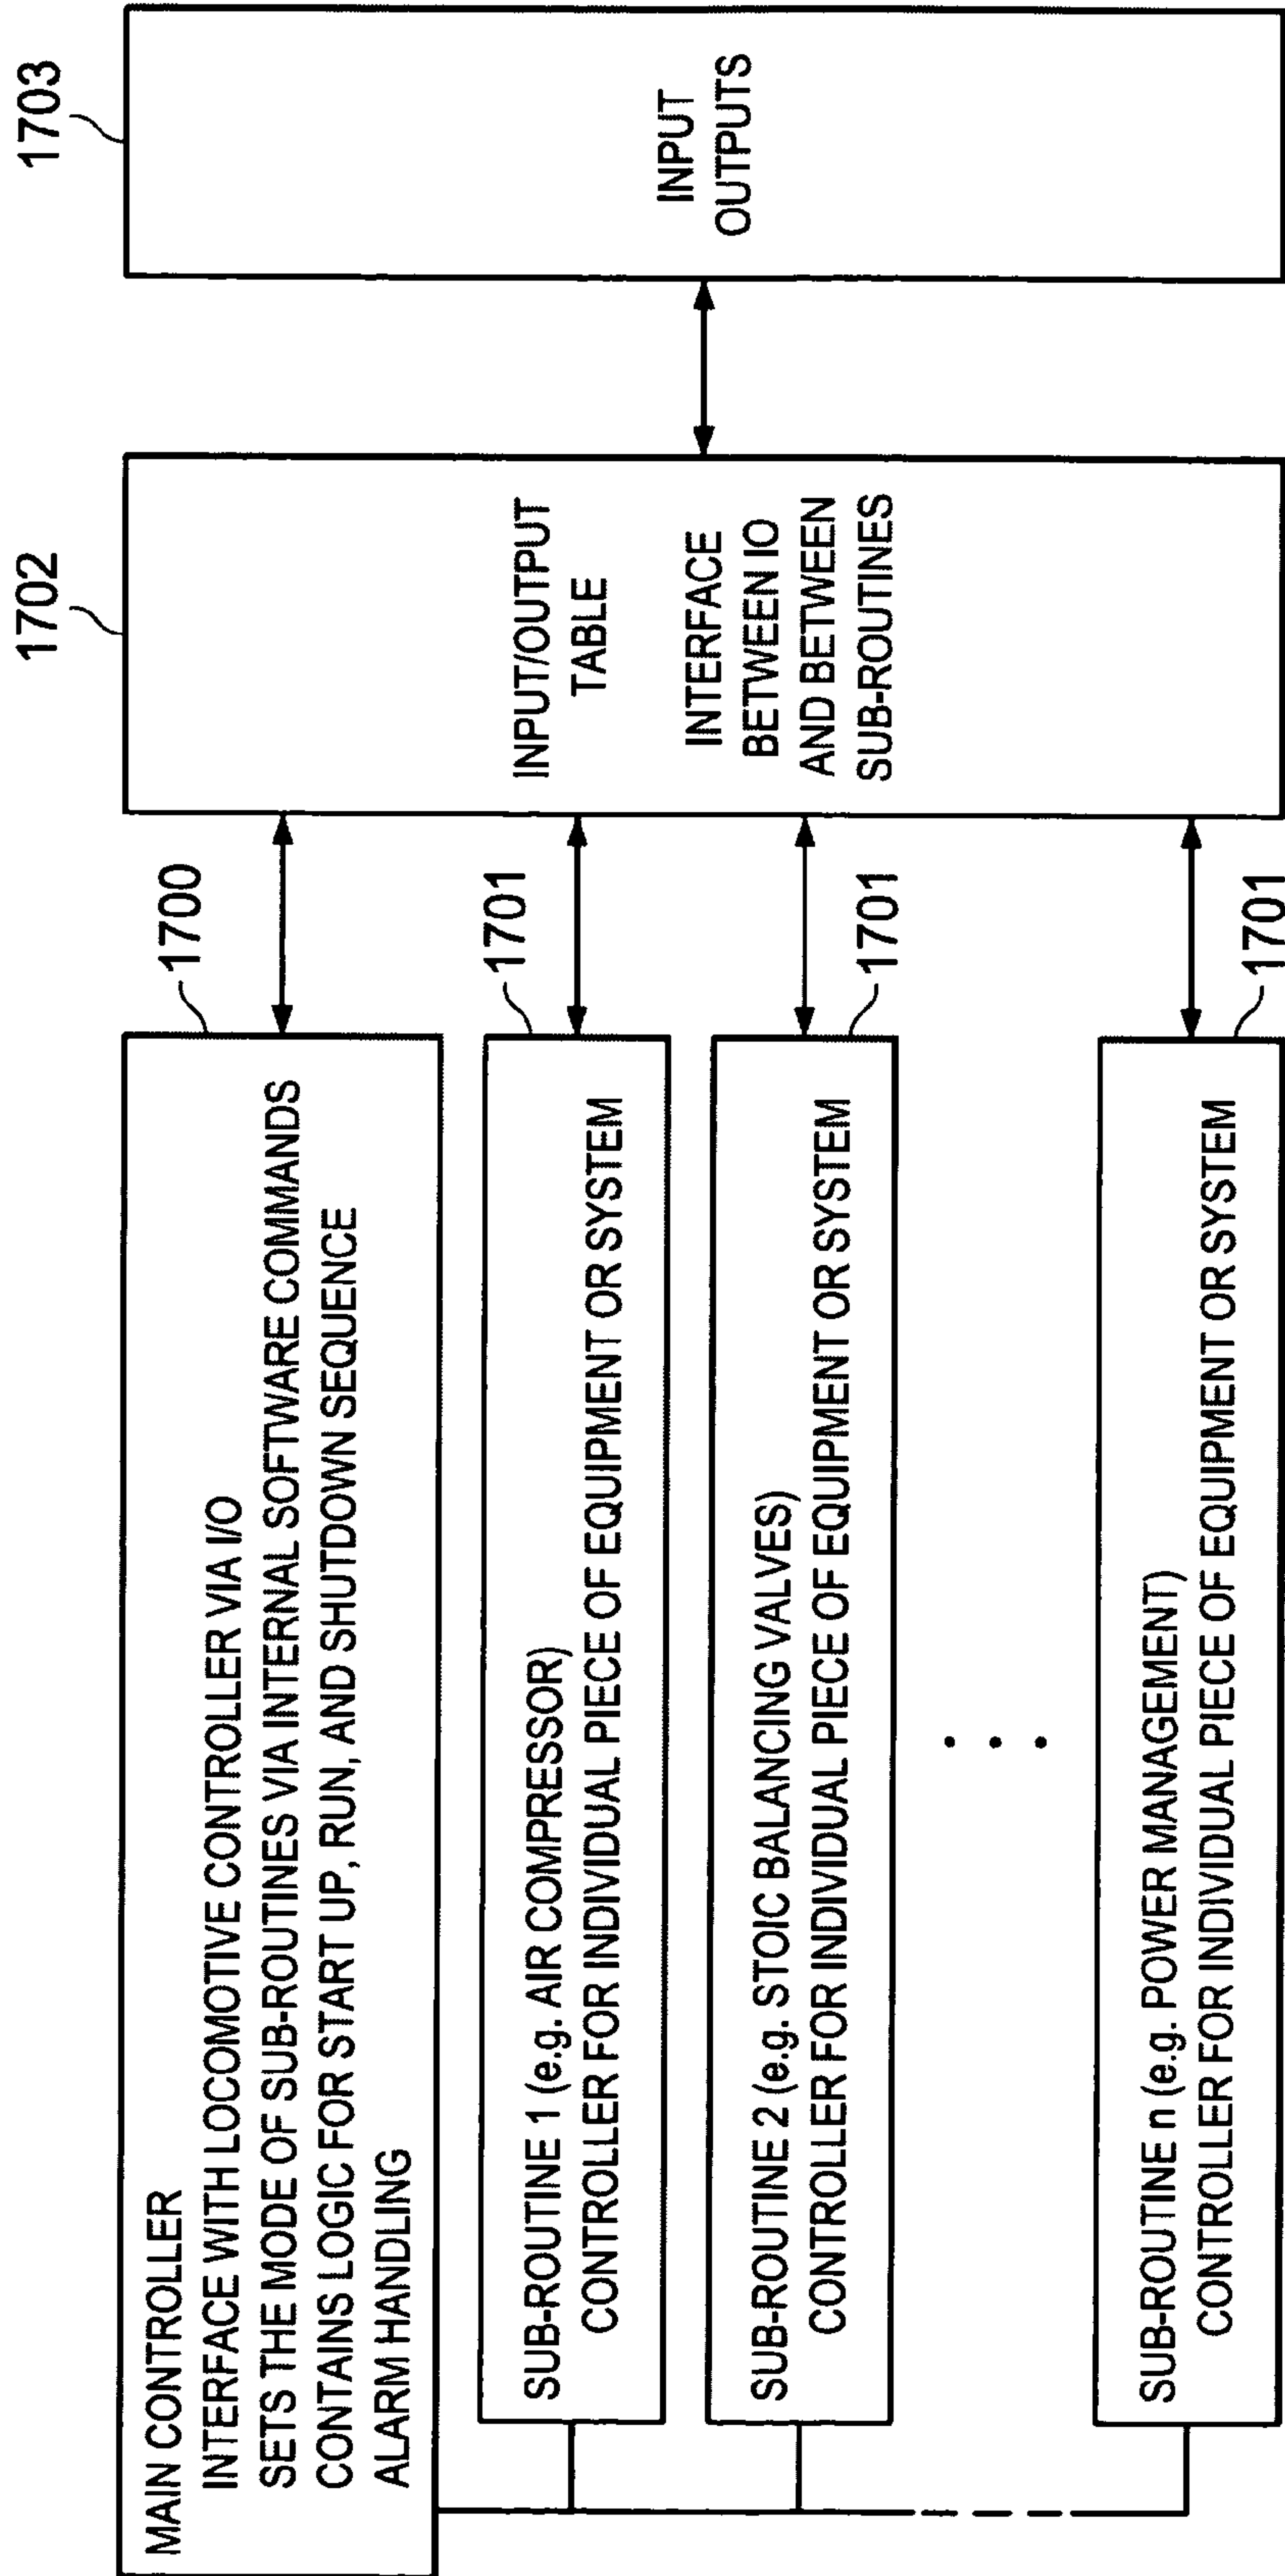 1700
MAIN CONTROLLER
INTERFACE WITH LOCOMOTIVE CONTROLLER VIA I/O
SETS THE MODE OF SUB-ROUTINES VIA INTERNAL SOFTWARE COMMANDS
CONTAINS LOGIC FOR START UP, RUN, AND SHUTDOWN SEQUENCE
ALARM HANDLING
1701
SUB-ROUTINE 1 (e.g. AIR COMPRESSOR)
CONTROLLER FOR INDIVIDUAL PIECE OF EQUIPMENT OR SYSTEM
1701
SUB-ROUTINE 2 (e.g. STOIC BALANCING VALVES)
CONTROLLER FOR INDIVIDUAL PIECE OF EQUIPMENT OR SYSTEM
. . .
1701
SUB-ROUTINE n (e.g. POWER MANAGEMENT)
CONTROLLER FOR INDIVIDUAL PIECE OF EQUIPMENT OR SYSTEM
1702
INPUT/OUTPUT
TABLE
INTERFACE
BETWEEN IO
AND BETWEEN
SUB-ROUTINES
1703
INPUT
OUTPUTS